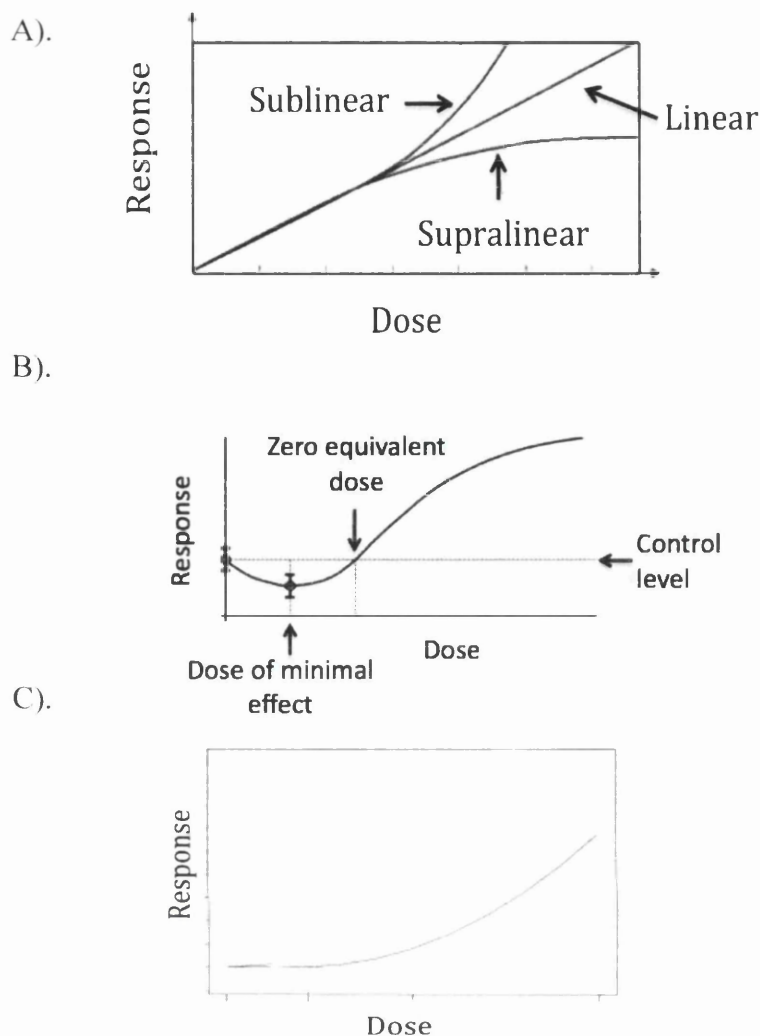 A).
Response
Sublinear
Linear
Supralinear
Dose
B).
Response
Zero equivalent
dose
Control
level
Dose
Dose of minimal
effect
C).
Response
Dose